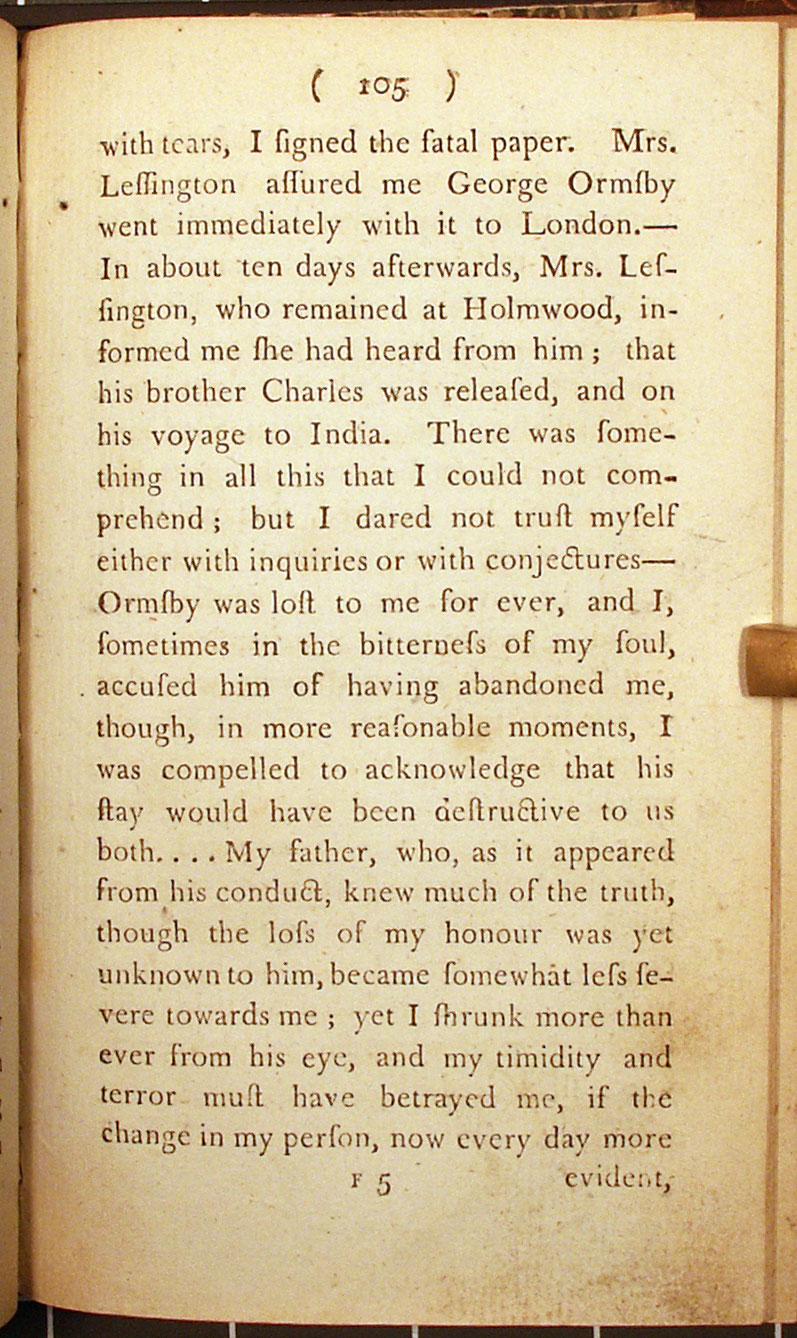 ( 105 )
with tears, I ſigned the fatal paper. Mrs.
Leſſington aſſured me George Ormſby
went immediately with it to London.—
In about ten days afterwards, Mrs. Leſ-
ſington, who remained at Holmwood, in-
formed me ſhe had heard from him ; that
his brother Charles was releaſed, and on
his voyage to India. There was ſome-
thing in all this that I could not com-
prehend ; but I dared not truſt myſelf
either with inquiries or with conjectures—
Ormſby was loſt to me for ever, and I,
ſometimes in the bitterneſs of my ſoul,
accuſed him of having abandoned me,
though, in more reaſonable moments, I
was compelled to acknowledge that his
ſtay would have been deſtructive to us
both. . . . My father, who, as it appeared
from his conduct, knew much of the truth,
though the loſs of my honour was yet
unknown to him, became ſomewhat leſs ſe-
vere towards me ; yet I ſhrunk more than
ever from his eye, and my timidity and
terror muſt have betrayed me, if the
change in my perſon, now every day more
F 5 evident,